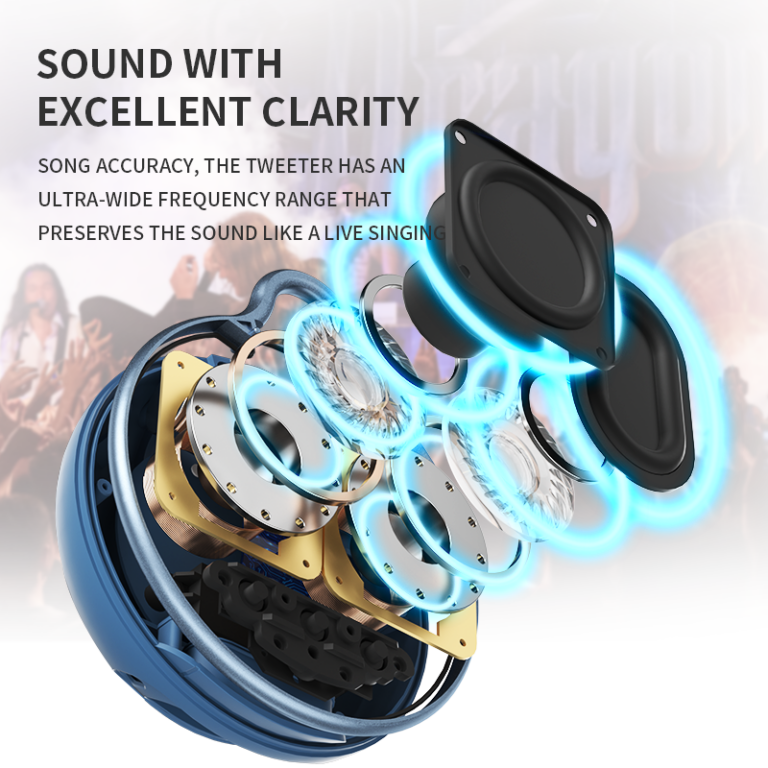 SOUND WITH
EXCELLENT CLARITY
SONG ACCURACY, THE TWEETER HAS AN
ULTRA-WIDE FREQUENCY RANGE THAT
PRESERVES THE SOUND LIKE A LIVE SINGING